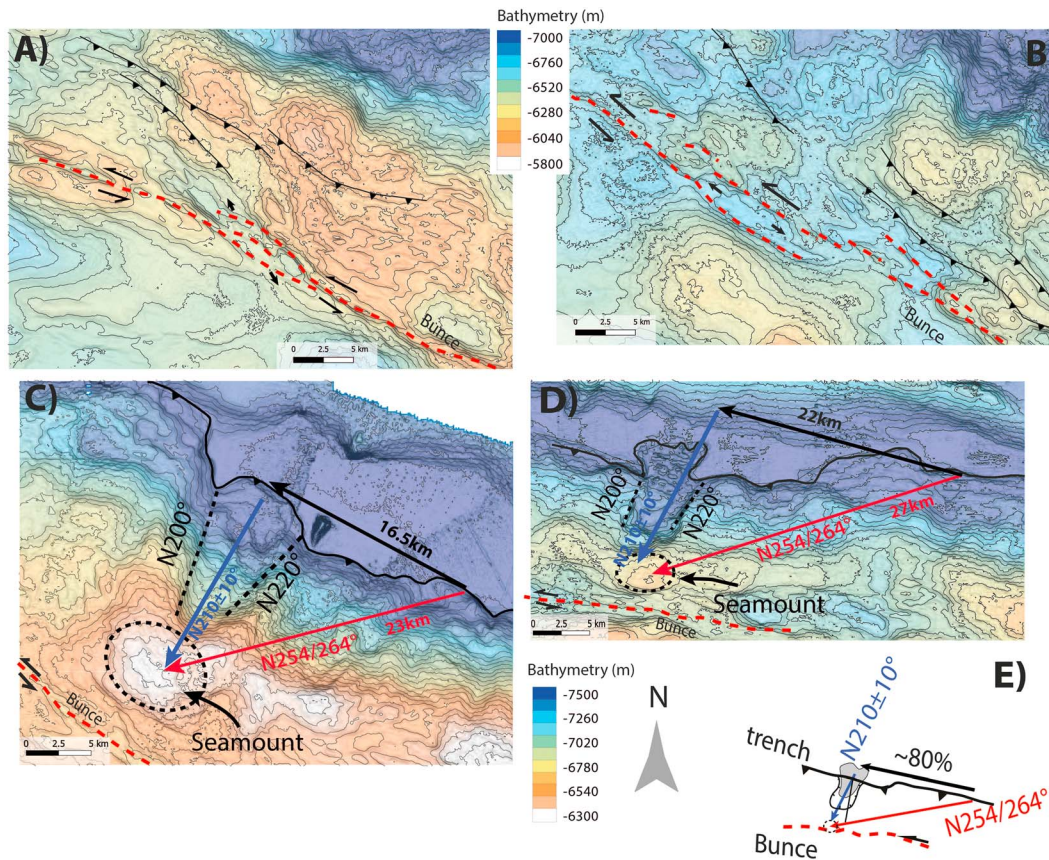 Bathymetry (m)
-7000
-6760
-6520
-6280
-6040
-5800
A)
Bunce
0 2.5 5 km
B)
Bunce
0 2.5 5 km
C)
N200°
N210±10°
N220°
16.5km
23km
N254/264°
Seamount
Bunce
0 2.5 5 km
D)
22km
N200°
N210±10°
N220°
27km
N254/264°
Seamount
Bunce
0 2.5 5 km
Bathymetry (m)
-7500
-7260
-7020
-6780
-6540
-6300
N
E)
N210±10°
trench
~80%
N254/264°
Bunce